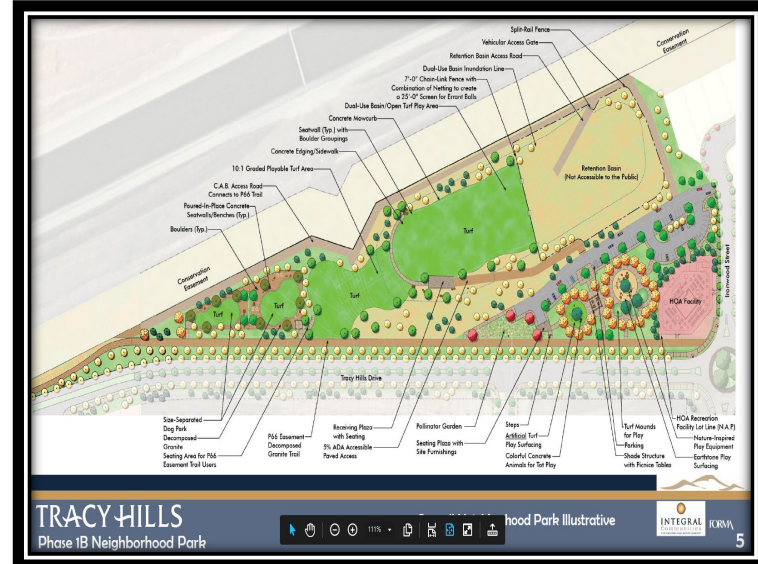 Split-Rail Fence
Vehicular Access Gate
Retention Basin Access Road
Dual-Use Basin Inundation Line
7'-0" Chain-Link Fence with
Combination of Netting to create
a 25'-0" Screen for Errant Balls
Dual-Use Basin/Open Turf Play Area
Concrete Mowcurb
Seatwall (Typ.) with
Boulder Groupings
Concrete Edging/Sidewalk
10:1 Graded Playable Turf Area
C.A.B. Access Road
Connects to P66 Trail
Poured-In-Place Concrete
Seatwalls/Benches (Typ.)
Boulders (Typ.)
Conservation
Easement
Conservation
Easement
Retention Basin
(Not Accessible to the Public)
Turf
Turf
Turf
Turf
HOA Facility
Ironwood Street
Tracy Hills Drive
Size-Separated
Dog Park
Decomposed
Granite
Seating Area for P66
Easement Trail Users
P66 Easement
Decomposed
Granite Trail
Receiving Plaza
with Seating
5% ADA Accessible
Paved Access
Pollinator Garden
Seating Plaza with
Site Furnishings
Steps
Artificial Turf
Play Surfacing
Colorful Concrete
Animals for Tot Play
Turf Mounds
for Play
Parking
Shade Structure
with Picnice Tables
HOA Recreation
Facility Lot Line (N.A.P)
Nature-Inspired
Play Equipment
Earthtone Play
Surfacing
TRACY HILLS
Phase 1B Neighborhood Park
111%
hood Park Illustrative
INTEGRAL
Communities
FORMA
5